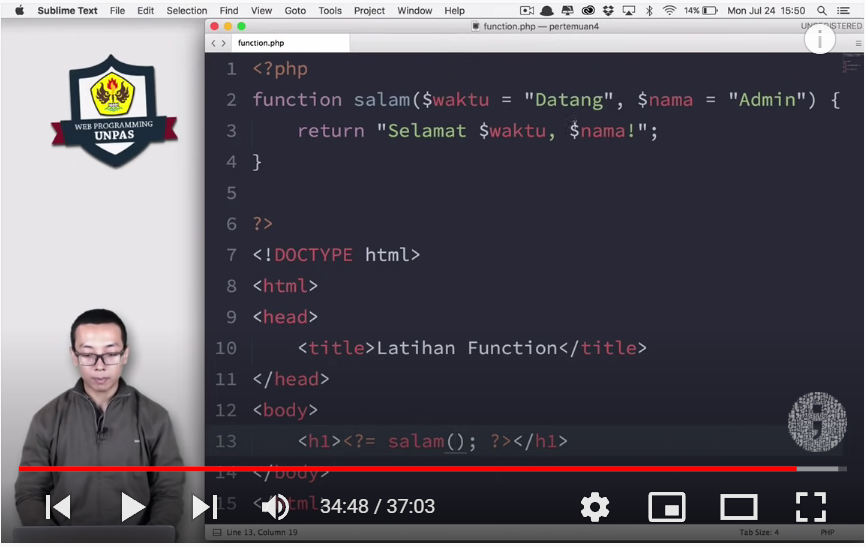 Sublime Text File Edit Selection Find View Goto Tools Project Window Help 14% Mon Jul 24 15:50
function.php — pertemuan4
UNREGISTERED
function.php
WEB PROGRAMMING
UNPAS
1 <?php
2 function salam($waktu = "Datang", $nama = "Admin") {
3 return "Selamat $waktu, $nama!";
4 }
5
6 ?>
7 <!DOCTYPE html>
8 <html>
9 <head>
10 <title>Latihan Function</title>
11 </head>
12 <body>
13 <h1><?= salam(); ?></h1>
14 </body>
15 </html>
34:48 / 37:03
Line 13, Column 19
Tab Size: 4
PHP